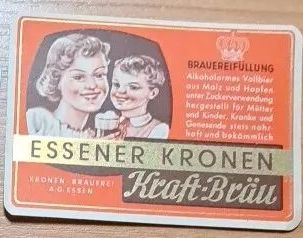 BRAUEREIFÜLLUNG
Alkoholarmes Vollbier
aus Malz und Hopfen
unter Zuckerverwendung
hergestellt für Mütter
und Kinder, Kranke und
Genesende stets nahr-
haft und bekömmlich
ESSENER KRONEN
KRONEN-BRAUEREI
A.G. ESSEN
Kraft-Bräu